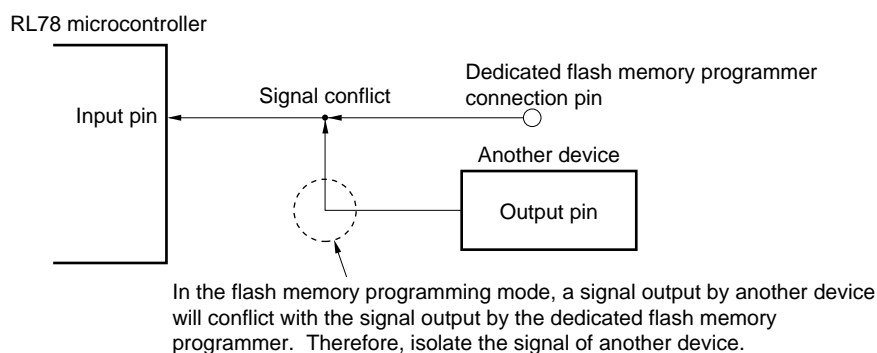 RL78 microcontroller
Dedicated flash memory programmer
connection pin
Signal conflict
Input pin
Another device
Output pin
In the flash memory programming mode, a signal output by another device
will conflict with the signal output by the dedicated flash memory
programmer.  Therefore, isolate the signal of another device.